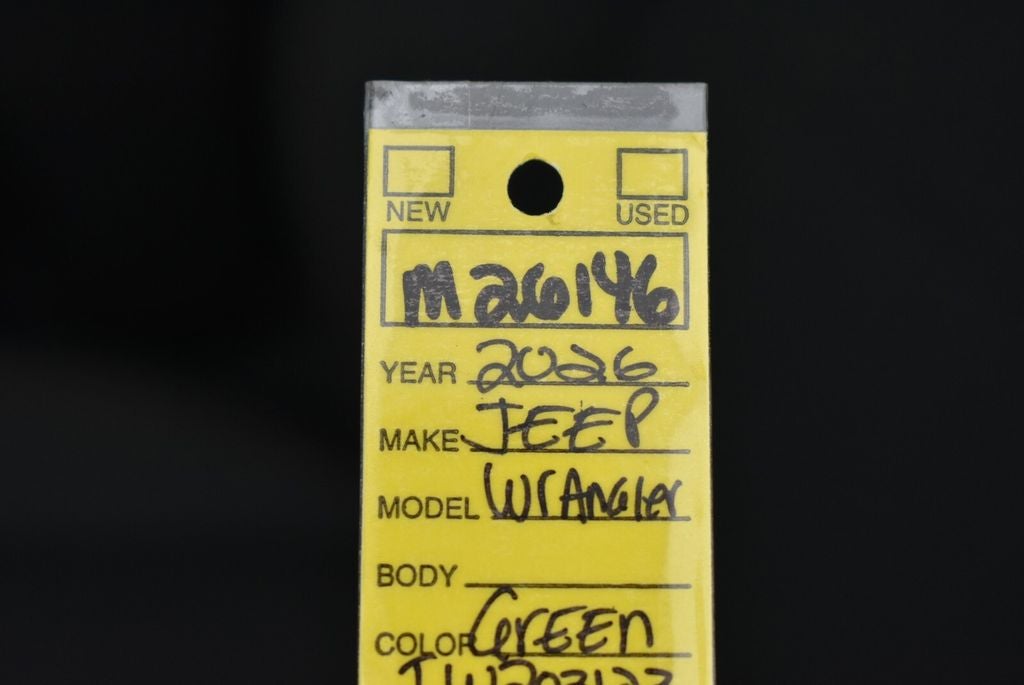 NEW USED
M26146
YEAR 2026
MAKE JEEP
MODEL WrAngler
BODY
COLOR GrEEn